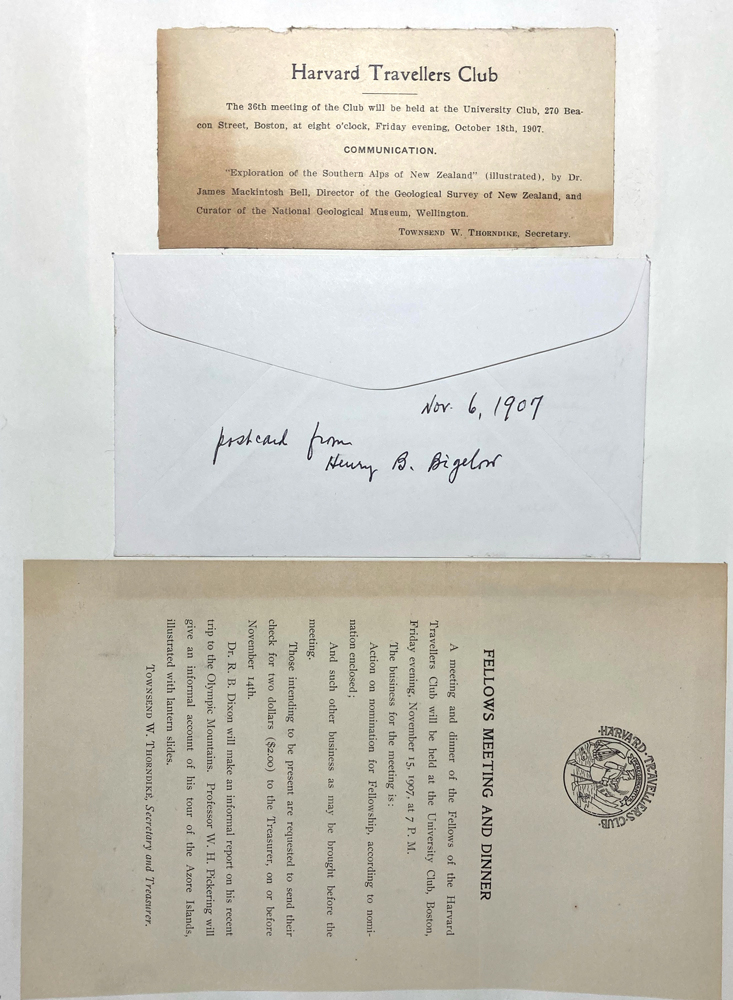 Harvard Travellers Club
The 36th meeting of the Club will be held at the University Club, 270 Bea-
con Street, Boston, at eight o'clock, Friday evening, October 18th, 1907.
COMMUNICATION.
"Exploration of the Southern Alps of New Zealand" (illustrated), by Dr.
James Mackintosh Bell, Director of the Geological Survey of New Zealand, and
Curator of the National Geological Museum, Wellington.
TOWNSEND W. THORNDIKE, Secretary.
Nov. 6, 1907
postcard from
Henry B. Bigelow
·HARVARD·TRAVELLERS·CLUB·
FELLOWS MEETING AND DINNER
A meeting and dinner of the Fellows of the Harvard
Travellers Club will be held at the University Club, Boston,
Friday evening, November 15, 1907, at 7 P. M.
The business for the meeting is:
Action on nomination for Fellowship, according to nomi-
nation enclosed;
And such other business as may be brought before the
meeting.
Those intending to be present are requested to send their
check for two dollars ($2.00) to the Treasurer, on or before
November 14th.
Dr. R. B. Dixon will make an informal report on his recent
trip to the Olympic Mountains. Professor W. H. Pickering will
give an informal account of his tour of the Azore Islands,
illustrated with lantern slides.
TOWNSEND W. THORNDIKE, Secretary and Treasurer.